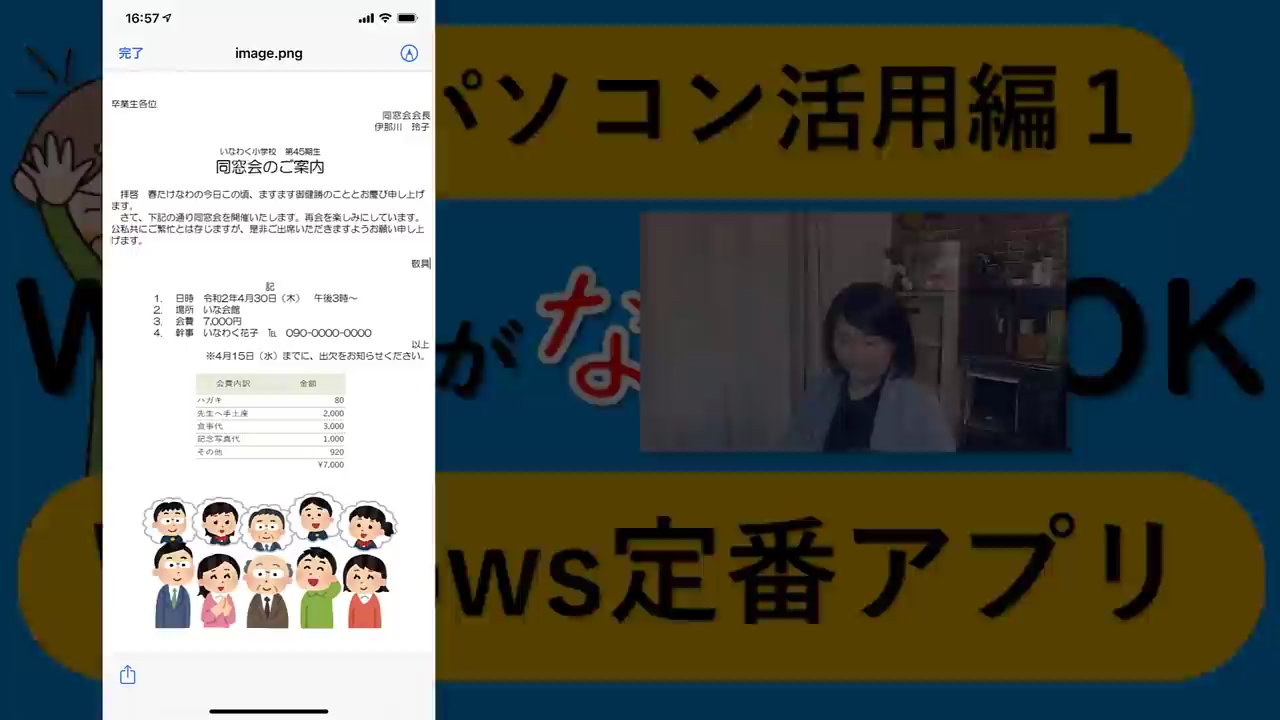 16:57
完了
image.png
卒業生各位
同窓会会長
伊那川　玲子
いなわく小学校　第45期生
同窓会のご案内
拝啓　春たけなわの今日この頃、ますます御健勝のこととお慶び申し上げ
ます。
さて、下記の通り同窓会を開催いたします。再会を楽しみにしています。
公私共にご繁忙とは存じますが、是非ご出席いただきますようお願い申し上
げます。
敬具
記
1.　日時　令和2年4月30日（木）　午後3時～
2.　場所　いな会館
3.　会費　7,000円
4.　幹事　いなわく花子　℡　090-0000-0000
以上
※4月15日（水）までに、出欠をお知らせください。
会費内訳　金額
ハガキ　80
先生へ手土産　2,000
食事代　3,000
記念写真代　1,000
その他　920
¥7,000
パソコン活用編1
W
が
な
OK
ows定番アプリ